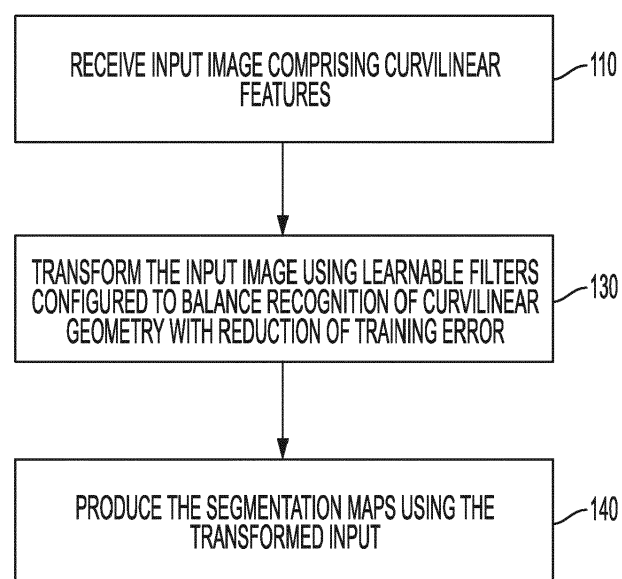 RECEIVE INPUT IMAGE COMPRISING CURVILINEAR
FEATURES
110
TRANSFORM THE INPUT IMAGE USING LEARNABLE FILTERS
CONFIGURED TO BALANCE RECOGNITION OF CURVILINEAR
GEOMETRY WITH REDUCTION OF TRAINING ERROR
130
PRODUCE THE SEGMENTATION MAPS USING THE
TRANSFORMED INPUT
140